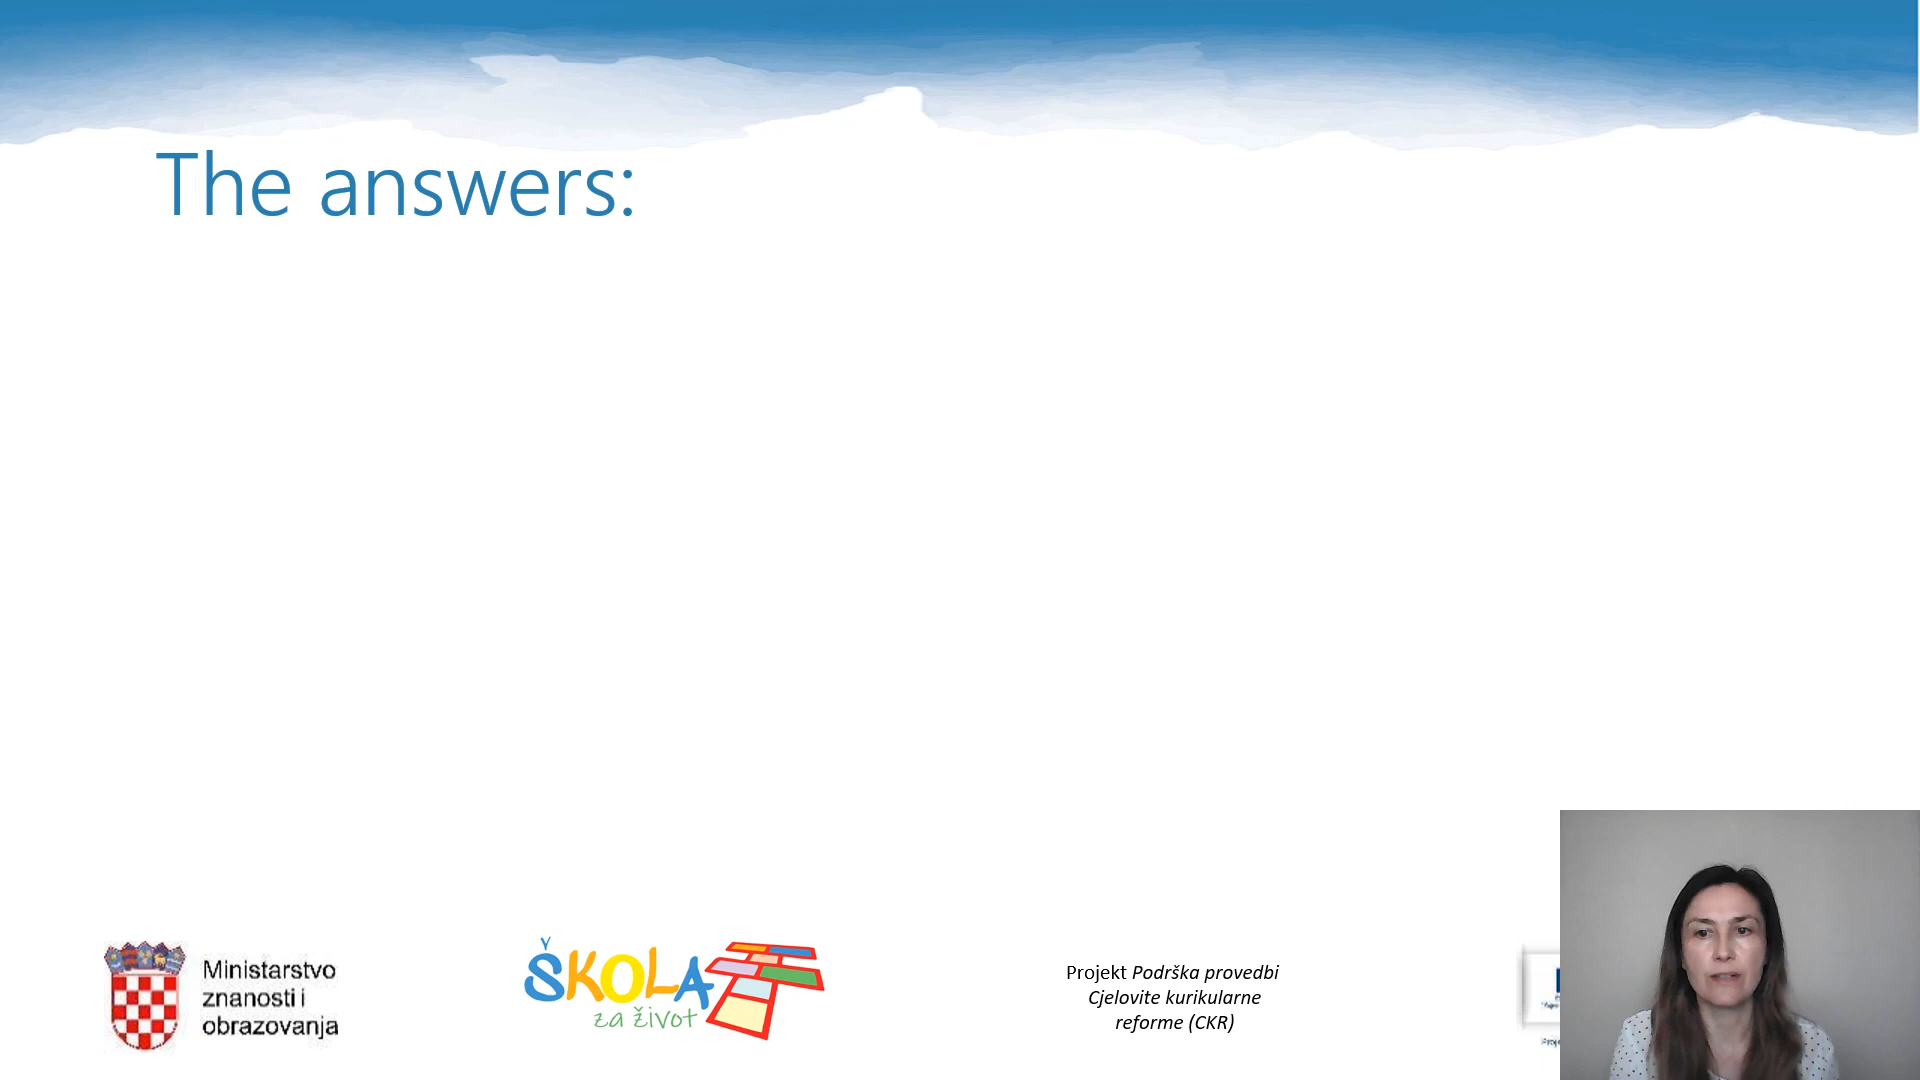 The answers:
Ministarstvo
znanosti i
obrazovanja
ŠKOLA
za život
Projekt Podrška provedbi
Cjelovite kurikularne
reforme (CKR)